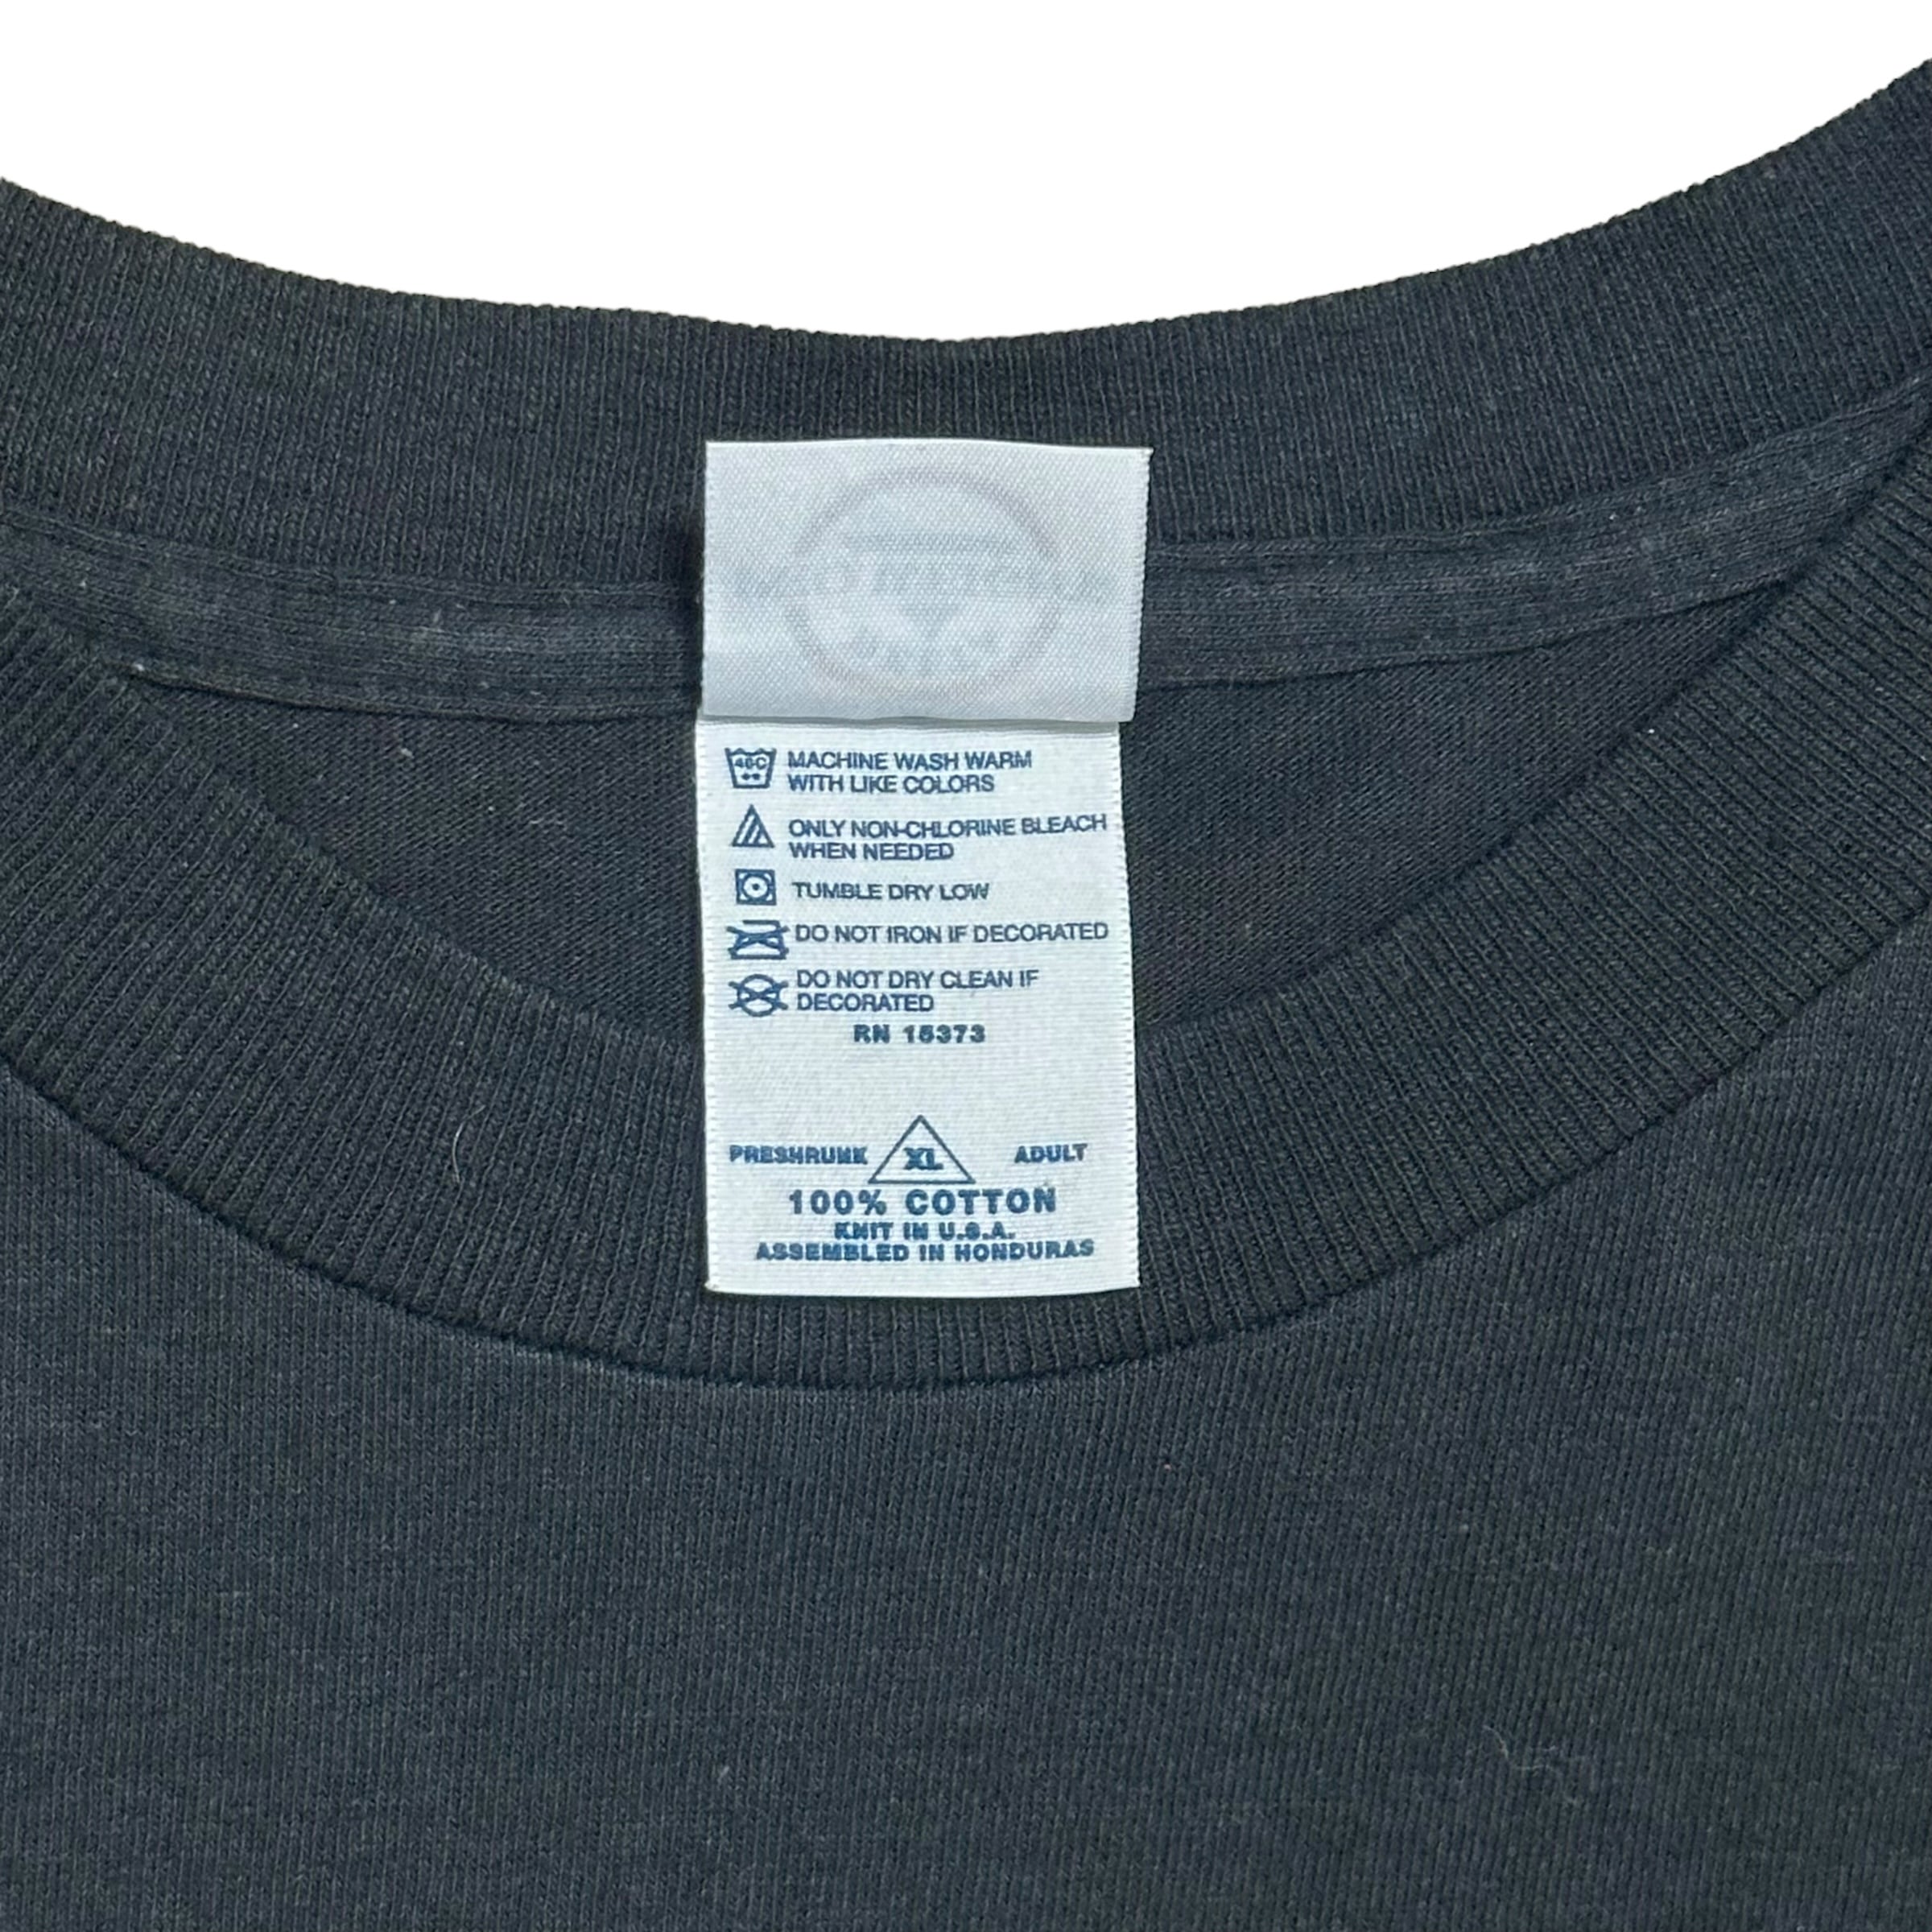 40C
MACHINE WASH WARM
WITH LIKE COLORS
ONLY NON-CHLORINE BLEACH
WHEN NEEDED
TUMBLE DRY LOW
DO NOT IRON IF DECORATED
DO NOT DRY CLEAN IF
DECORATED
RN 15373
PRESHRUNK XL ADULT
100% COTTON
KNIT IN U.S.A.
ASSEMBLED IN HONDURAS